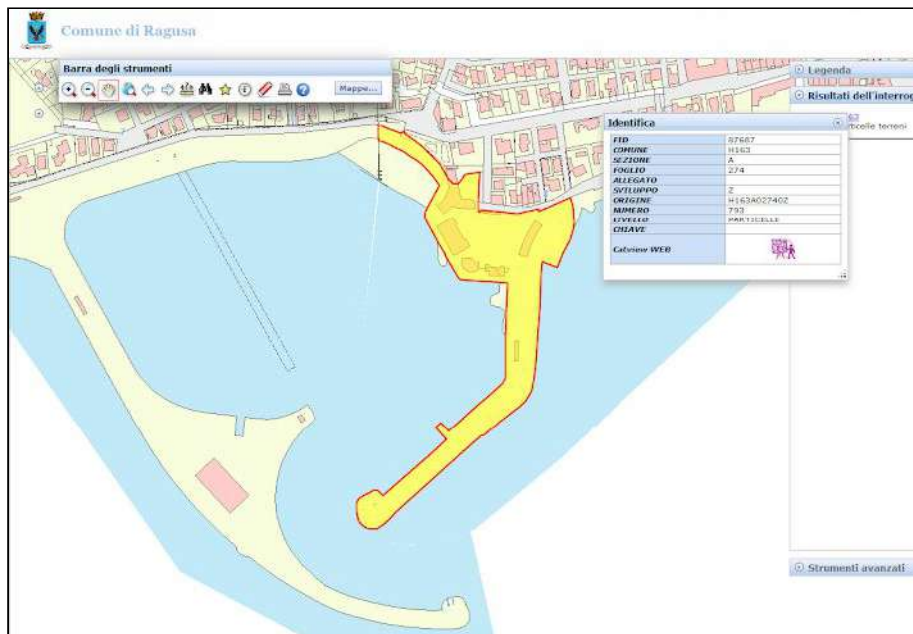 Comune di Ragusa
Barra degli strumenti
Mappe...
Legenda
Risultati dell'interrog
Identifica
FID 87687
COMUNE H163
SEZIONE A
FOGLIO 274
ALLEGATO
SVILUPPO Z
ORIGINE H163A02740Z
NUMERO 793
LIVELLO PARTICELLE
CHIAVE
Catview WEB
terreni
Strumenti avanzati